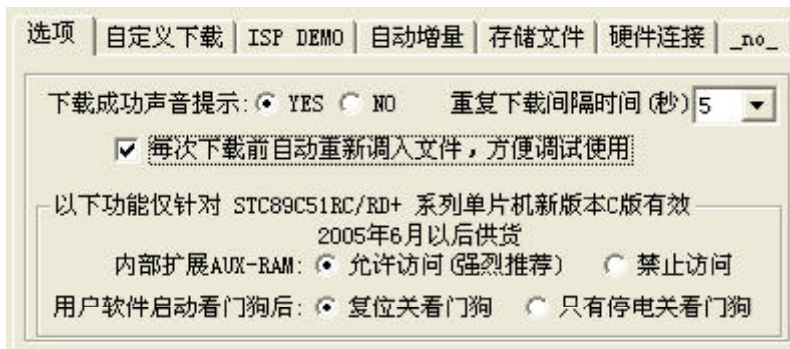 选项 自定义下载 ISP DEMO 自动增量 存储文件 硬件连接 _no_
下载成功声音提示: YES NO 重复下载间隔时间(秒) 5
每次下载前自动重新调入文件，方便调试使用
以下功能仅针对 STC89C51RC/RD+ 系列单片机新版本C版有效
2005年6月以后供货
内部扩展AUX-RAM: 允许访问(强烈推荐) 禁止访问
用户软件启动看门狗后: 复位关看门狗 只有停电关看门狗